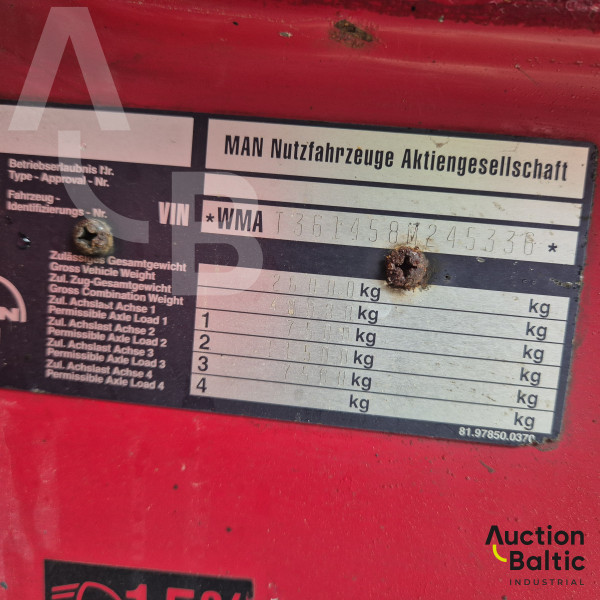 MAN Nutzfahrzeuge Aktiengesellschaft
Betriebserlaubnis Nr.
Type - Approval - Nr.
Fahrzeug -
Identifizierungs - Nr.
VIN
*WMA *
Zulässiges Gesamtgewicht
Gross Vehicle Weight
Zul. Zug-Gesamtgewicht
Gross Combination Weight
Zul. Achslast Achse 1
Permissible Axle Load 1
Zul. Achslast Achse 2
Permissible Axle Load 2
Zul. Achslast Achse 3
Permissible Axle Load 3
Zul. Achslast Achse 4
Permissible Axle Load 4
kg kg
kg kg
1 kg kg
2 kg kg
3 kg kg
4 kg kg
81.97850.0370
ALB
Auction
Baltic
INDUSTRIAL